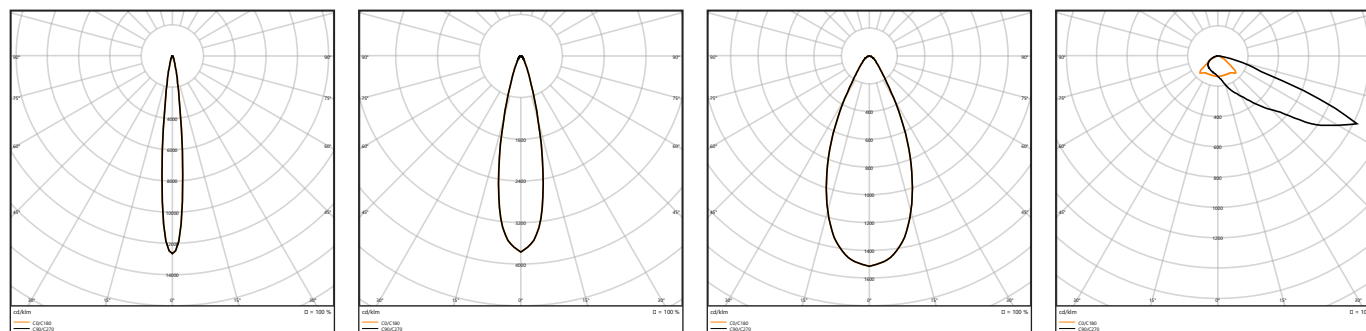 90° 90°
4000
75° 75°
6000
60° 8000 60°
10000
45° 12000 45°
14000
30° 15° 0° 15° 30°
cd/klm □ = 100 %
C0/C180
C90/C270
90° 90°
1600
75° 75°
2400
60° 60°
3200
45° 45°
4000
30° 15° 0° 15° 30°
cd/klm □ = 100 %
C0/C180
C90/C270
90° 90°
400
75° 75°
600
60° 800 60°
1000
45° 1200 45°
1400
1600
30° 15° 0° 15° 30°
cd/klm □ = 100 %
C0/C180
C90/C270
90°
400
75°
600
60° 800
1000
45° 1200
30° 15° 0° 15° 30°
cd/klm □ = 10
C0/C180
C90/C270